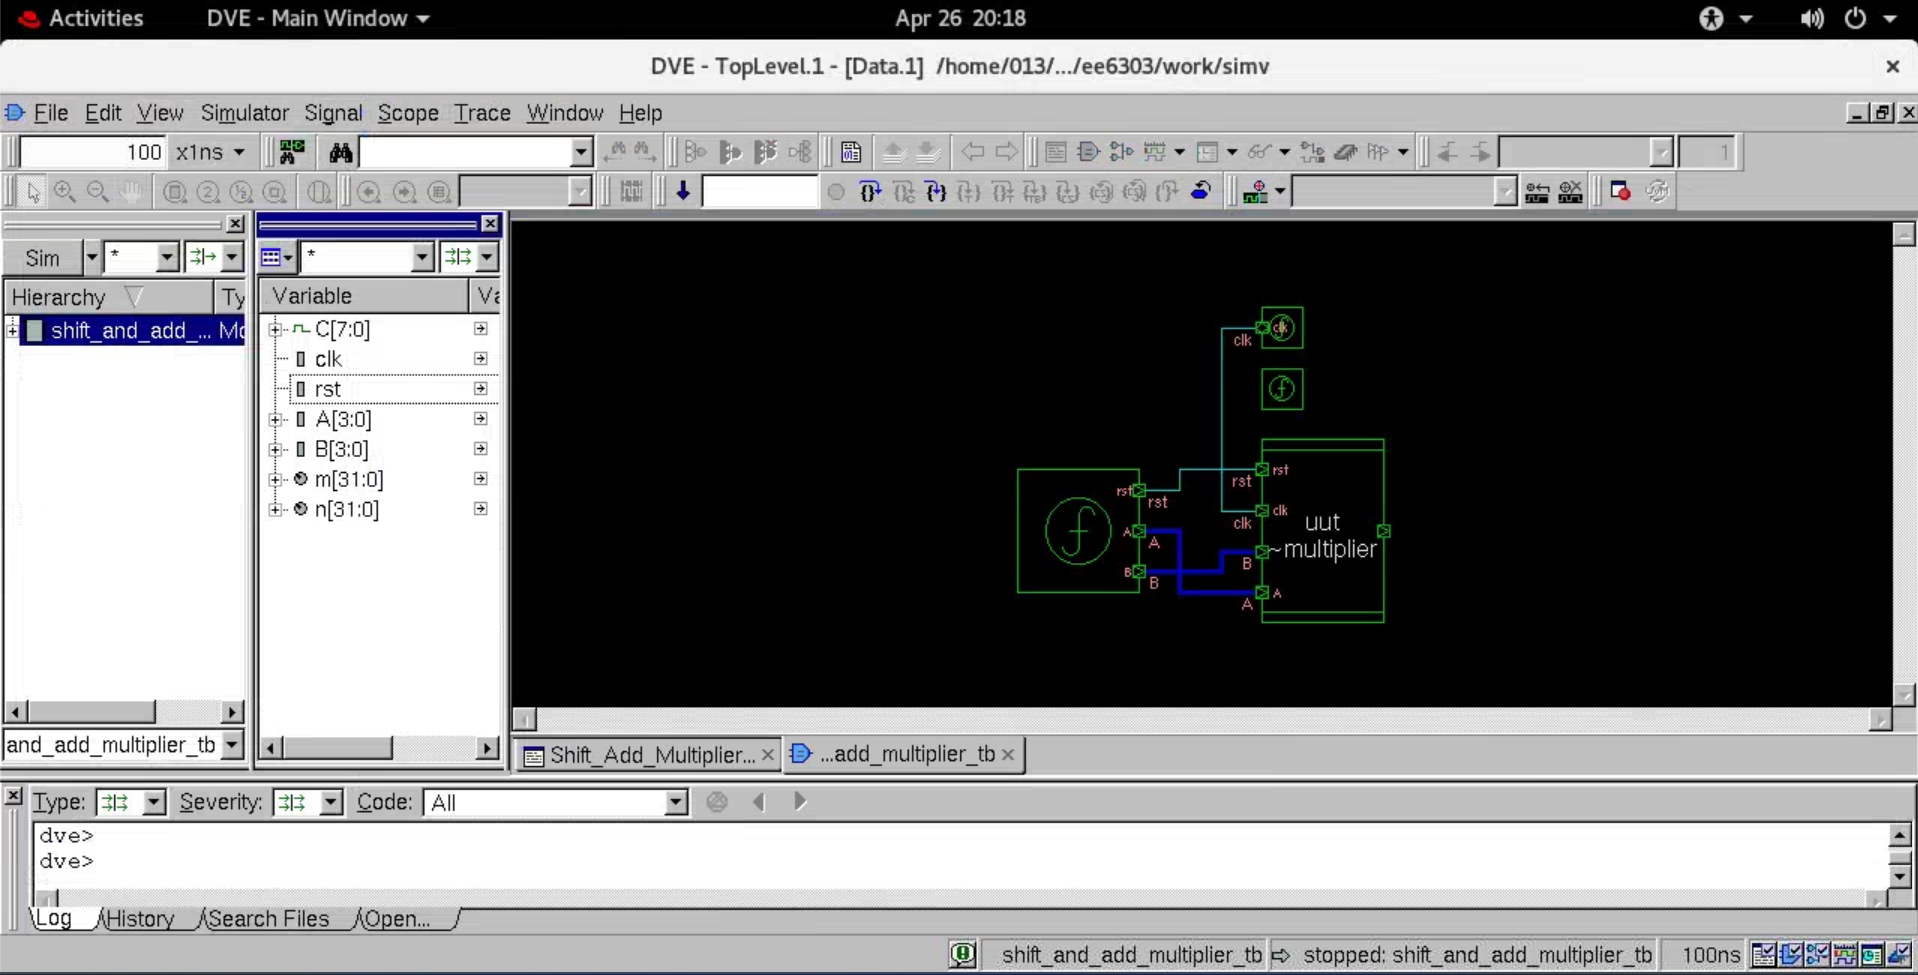 Activities DVE - Main Window Apr 26 20:18
DVE - TopLevel.1 - [Data.1] /home/013/.../ee6303/work/simv
File Edit View Simulator Signal Scope Trace Window Help
100 x1ns 1
Sim * *
Hierarchy Ty Variable Va
shift_and_add_... Mo C[7:0]
clk
rst
A[3:0]
B[3:0]
m[31:0]
n[31:0]
clk
clk
rst rst
rst rst
A clk
A clk
uut
B B
~multiplier
B
A A
and_add_multiplier_tb
Shift_Add_Multiplier... ...add_multiplier_tb
Type: Severity: Code: All
dve>
dve>
Log History Search Files Open...
shift_and_add_multiplier_tb stopped: shift_and_add_multiplier_tb 100ns